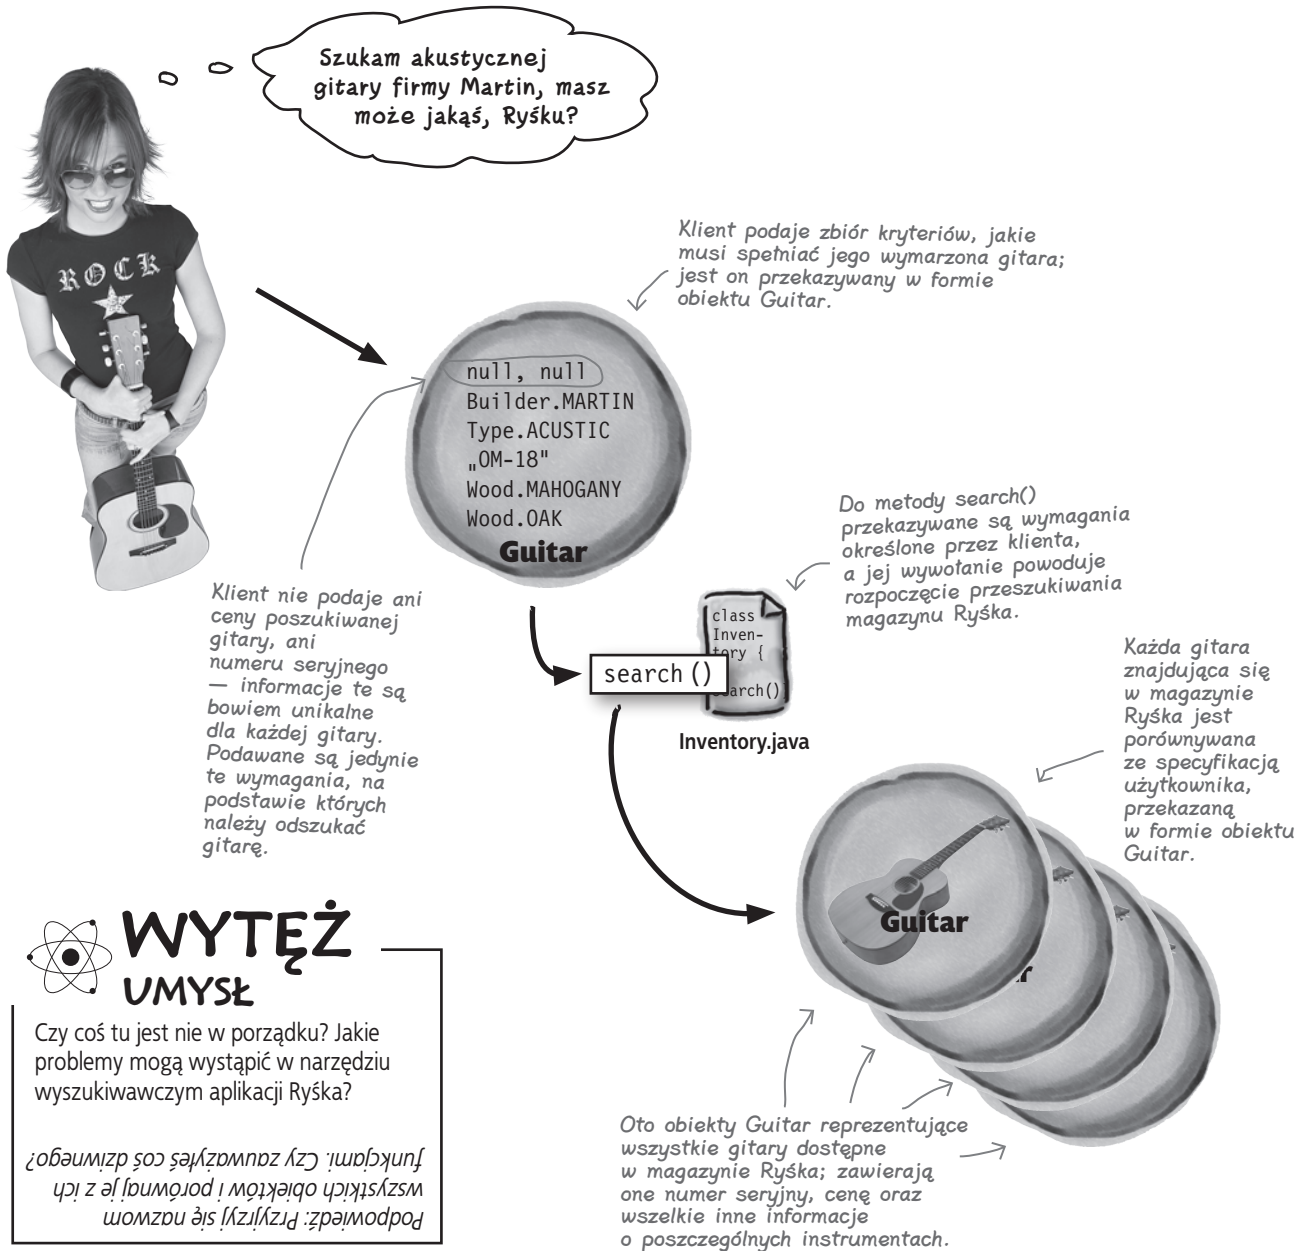 Szukam akustycznej
gitary firmy Martin, masz
może jakąś, Ryśku?
ROCK
Klient podaje zbiór kryteriów, jakie
musi spełniać jego wymarzona gitara;
jest on przekazywany w formie
obiektu Guitar.
null, null
Builder.MARTIN
Type.ACUSTIC
„OM-18"
Wood.MAHOGANY
Wood.OAK
Guitar
Klient nie podaje ani
ceny poszukiwanej
gitary, ani
numeru seryjnego
— informacje te są
bowiem unikalne
dla każdej gitary.
Podawane są jedynie
te wymagania, na
podstawie których
należy odszukać
gitarę.
Do metody search()
przekazywane są wymagania
określone przez klienta,
a jej wywołanie powoduje
rozpoczęcie przeszukiwania
magazynu Ryśka.
class
Inven-
tory {
search()
search ()
Inventory.java
Każda gitara
znajdująca się
w magazynie
Ryśka jest
porównywana
ze specyfikacją
użytkownika,
przekazaną
w formie obiektu
Guitar.
Guitar
ar
WYTĘŻ
UMYSŁ
Czy coś tu jest nie w porządku? Jakie
problemy mogą wystąpić w narzędziu
wyszukiwawczym aplikacji Ryśka?
Podpowiedź: Przyjrzyj się nazwom
wszystkich obiektów i porównaj je z ich
funkcjami. Czy zauważyłeś coś dziwnego?
Oto obiekty Guitar reprezentujące
wszystkie gitary dostępne
w magazynie Ryśka; zawierają
one numer seryjny, cenę oraz
wszelkie inne informacje
o poszczególnych instrumentach.